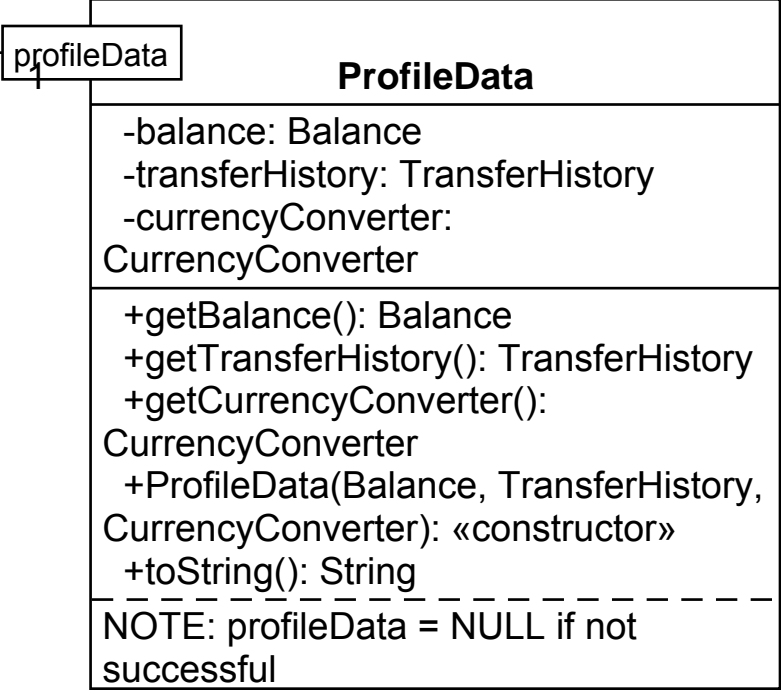 profileData
1
ProfileData
-balance: Balance
-transferHistory: TransferHistory
-currencyConverter:
CurrencyConverter
+getBalance(): Balance
+getTransferHistory(): TransferHistory
+getCurrencyConverter():
CurrencyConverter
+ProfileData(Balance, TransferHistory,
CurrencyConverter): «constructor»
+toString(): String
NOTE: profileData = NULL if not
successful